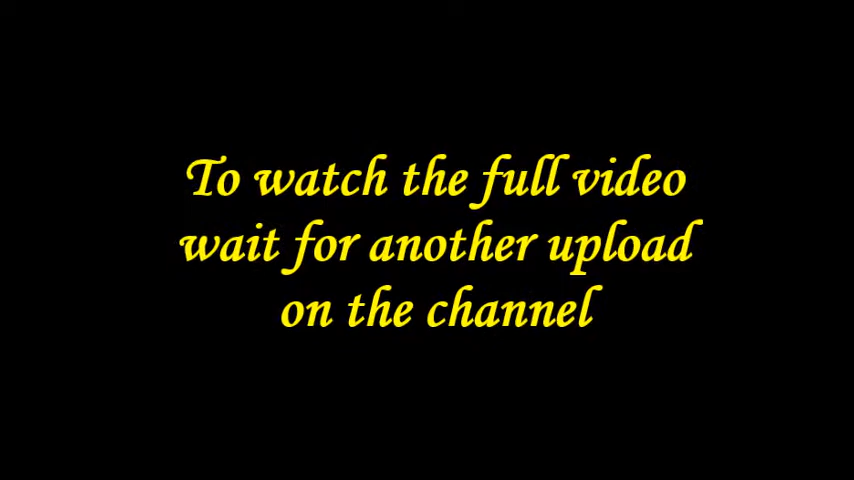 To watch the full video
wait for another upload
on the channel